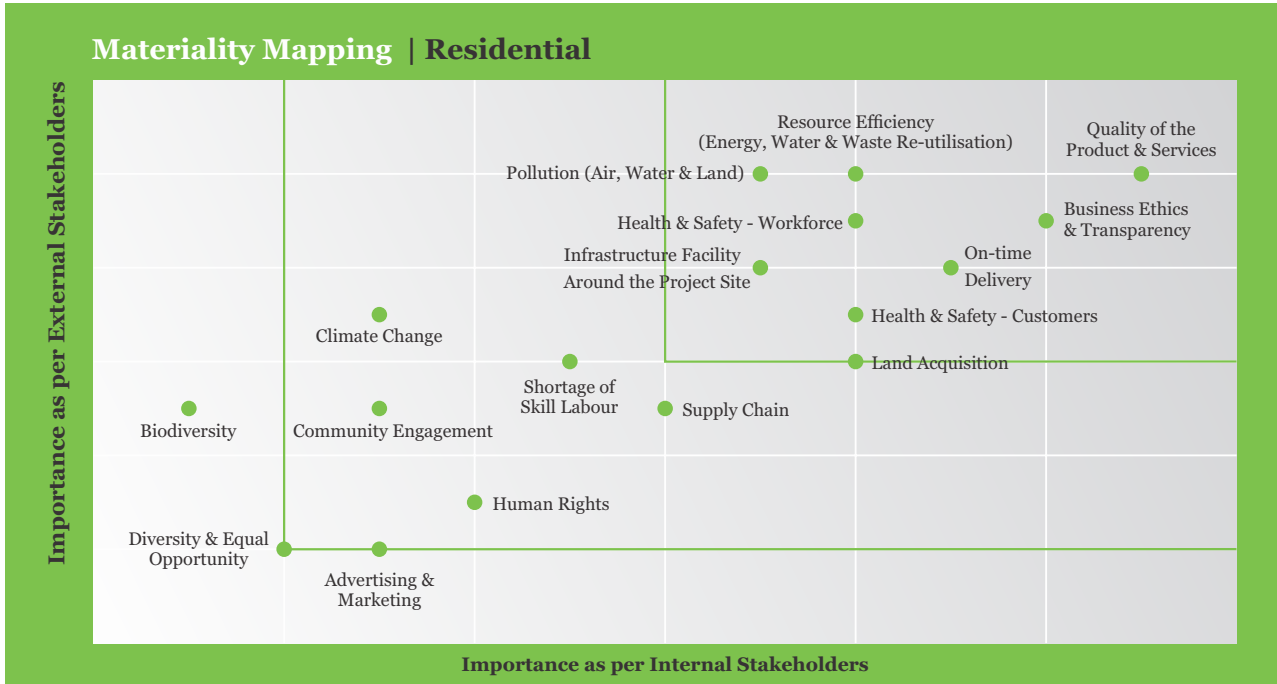 Materiality Mapping | Residential
Importance as per External Stakeholders
Resource Efficiency
(Energy, Water & Waste Re-utilisation)
Quality of the
Product & Services
Pollution (Air, Water & Land)
Health & Safety - Workforce
Business Ethics
& Transparency
Infrastructure Facility
Around the Project Site
On-time
Delivery
Climate Change
Health & Safety - Customers
Land Acquisition
Shortage of
Skill Labour
Supply Chain
Biodiversity
Community Engagement
Human Rights
Diversity & Equal
Opportunity
Advertising &
Marketing
Importance as per Internal Stakeholders